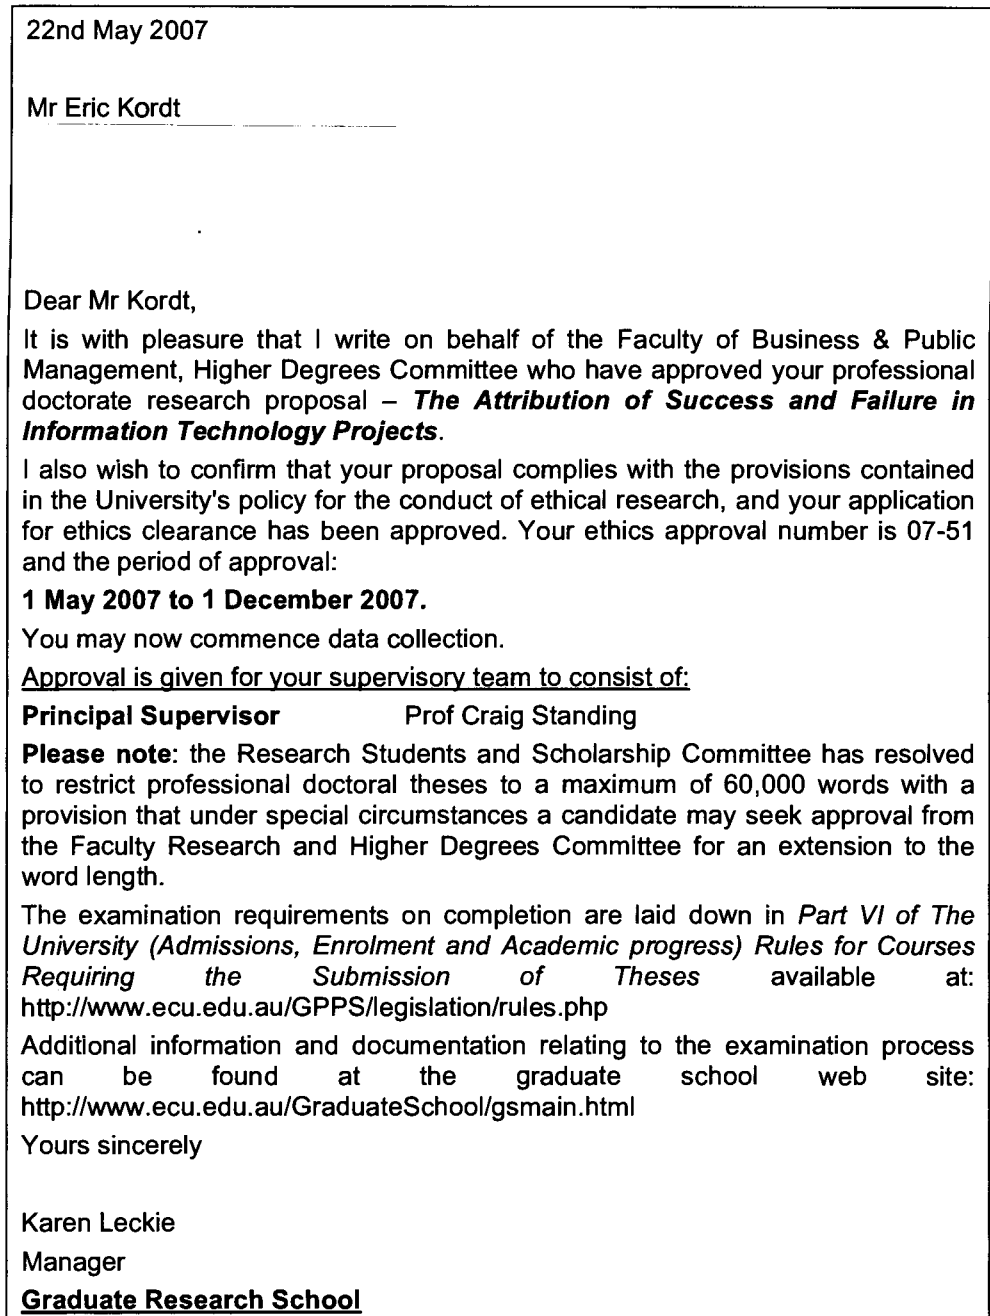 22nd May 2007
Mr Eric Kordt
Dear Mr Kordt,
It is with pleasure that I write on behalf of the Faculty of Business & Public
Management, Higher Degrees Committee who have approved your professional
doctorate research proposal – The Attribution of Success and Failure in
Information Technology Projects.
I also wish to confirm that your proposal complies with the provisions contained
in the University's policy for the conduct of ethical research, and your application
for ethics clearance has been approved. Your ethics approval number is 07-51
and the period of approval:
1 May 2007 to 1 December 2007.
You may now commence data collection.
Approval is given for your supervisory team to consist of:
Principal Supervisor Prof Craig Standing
Please note: the Research Students and Scholarship Committee has resolved
to restrict professional doctoral theses to a maximum of 60,000 words with a
provision that under special circumstances a candidate may seek approval from
the Faculty Research and Higher Degrees Committee for an extension to the
word length.
The examination requirements on completion are laid down in Part VI of The
University (Admissions, Enrolment and Academic progress) Rules for Courses
Requiring the Submission of Theses available at:
http://www.ecu.edu.au/GPPS/legislation/rules.php
Additional information and documentation relating to the examination process
can be found at the graduate school web site:
http://www.ecu.edu.au/GraduateSchool/gsmain.html
Yours sincerely
Karen Leckie
Manager
Graduate Research School